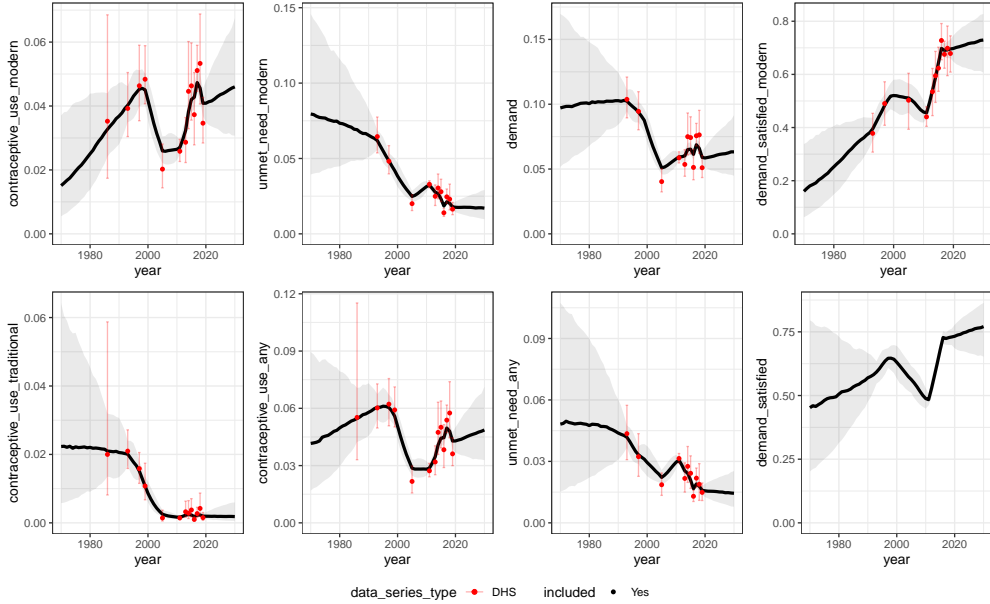 contraceptive_use_modern
0.06
0.04
0.02
0.00
1980 2000 2020
year
unmet_need_modern
0.15
0.10
0.05
0.00
1980 2000 2020
year
demand
0.15
0.10
0.05
0.00
1980 2000 2020
year
demand_satisfied_modern
0.8
0.6
0.4
0.2
0.0
1980 2000 2020
year
contraceptive_use_traditional
0.06
0.04
0.02
0.00
1980 2000 2020
year
contraceptive_use_any
0.12
0.09
0.06
0.03
0.00
1980 2000 2020
year
unmet_need_any
0.09
0.06
0.03
0.00
1980 2000 2020
year
demand_satisfied
0.75
0.50
0.25
0.00
1980 2000 2020
year
data_series_type DHS included Yes